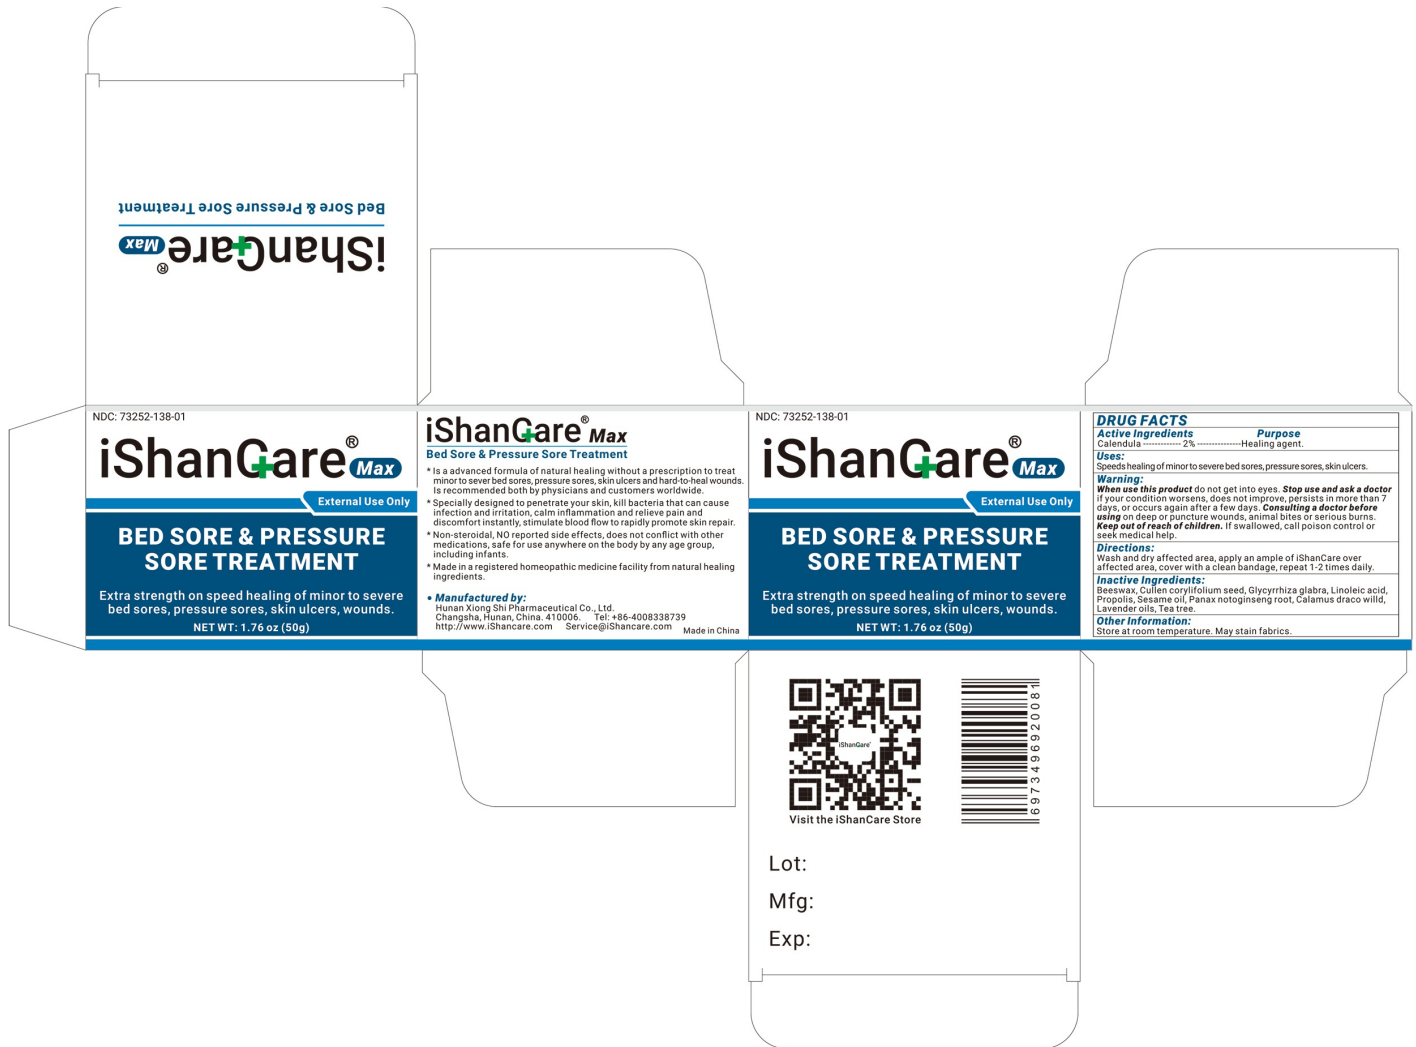 Bed Sore & Pressure Sore Treatment
iShanCare® Max
NDC: 73252-138-01
iShanCare® Max
External Use Only
BED SORE & PRESSURE
SORE TREATMENT
Extra strength on speed healing of minor to severe
bed sores, pressure sores, skin ulcers, wounds.
NET WT: 1.76 oz (50g)
iShanCare® Max
Bed Sore & Pressure Sore Treatment
* Is a advanced formula of natural healing without a prescription to treat
minor to sever bed sores, pressure sores, skin ulcers and hard-to-heal wounds.
Is recommended both by physicians and customers worldwide.
* Specially designed to penetrate your skin, kill bacteria that can cause
infection and irritation, calm inflammation and relieve pain and
discomfort instantly, stimulate blood flow to rapidly promote skin repair.
* Non-steroidal, NO reported side effects, does not conflict with other
medications, safe for use anywhere on the body by any age group,
including infants.
* Made in a registered homeopathic medicine facility from natural healing
ingredients.
• Manufactured by:
Hunan Xiong Shi Pharmaceutical Co., Ltd.
Changsha, Hunan, China. 410006. Tel: +86-4008338739
http://www.iShancare.com Service@iShancare.com
Made in China
NDC: 73252-138-01
iShanCare® Max
External Use Only
BED SORE & PRESSURE
SORE TREATMENT
Extra strength on speed healing of minor to severe
bed sores, pressure sores, skin ulcers, wounds.
NET WT: 1.76 oz (50g)
DRUG FACTS
Active Ingredients Purpose
Calendula ------------- 2% ---------------Healing agent.
Uses:
Speeds healing of minor to severe bed sores, pressure sores, skin ulcers.
Warning:
When use this product do not get into eyes. Stop use and ask a doctor
if your condition worsens, does not improve, persists in more than 7
days, or occurs again after a few days. Consulting a doctor before
using on deep or puncture wounds, animal bites or serious burns.
Keep out of reach of children. If swallowed, call poison control or
seek medical help.
Directions:
Wash and dry affected area, apply an ample of iShanCare over
affected area, cover with a clean bandage, repeat 1-2 times daily.
Inactive Ingredients:
Beeswax, Cullen corylifolium seed, Glycyrrhiza glabra, Linoleic acid,
Propolis, Sesame oil, Panax notoginseng root, Calamus draco willd,
Lavender oils, Tea tree.
Other Information:
Store at room temperature. May stain fabrics.
iShanCare®
Visit the iShanCare Store
6973496920081
Lot:
Mfg:
Exp: